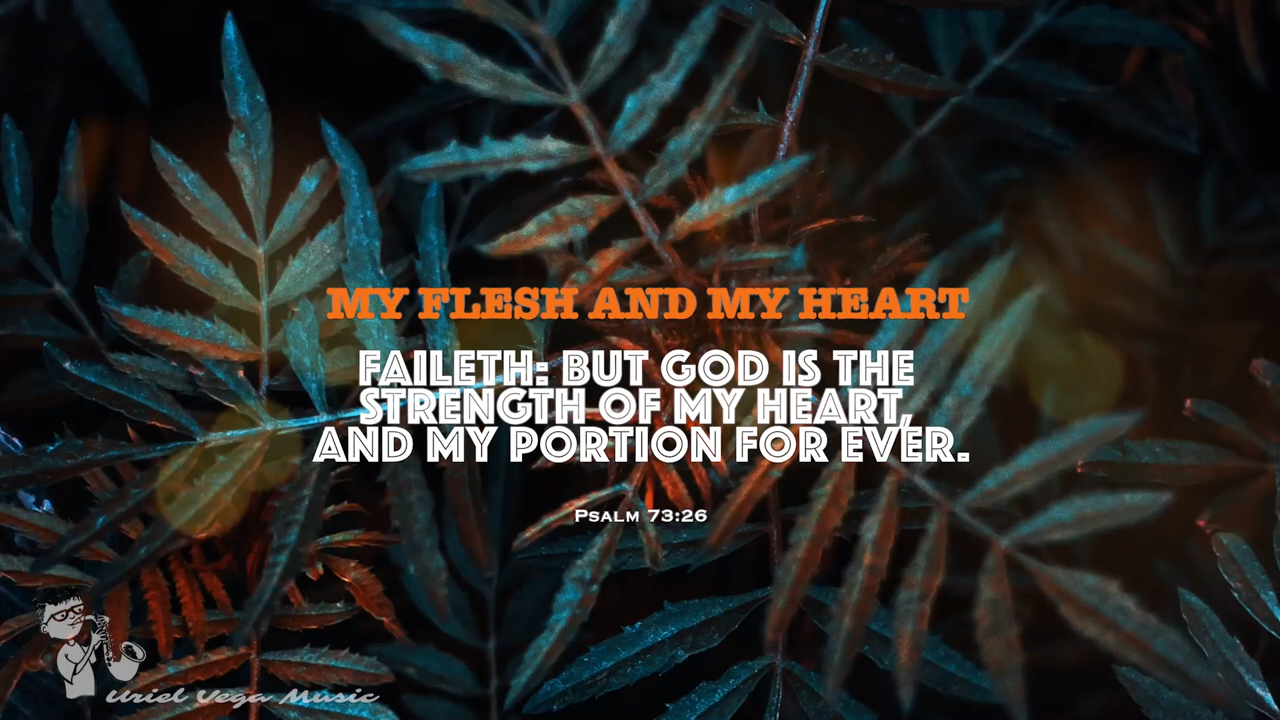 MY FLESH AND MY HEART
FAILETH: BUT GOD IS THE
STRENGTH OF MY HEART,
AND MY PORTION FOR EVER.
Psalm 73:26
Uriel Vega Music